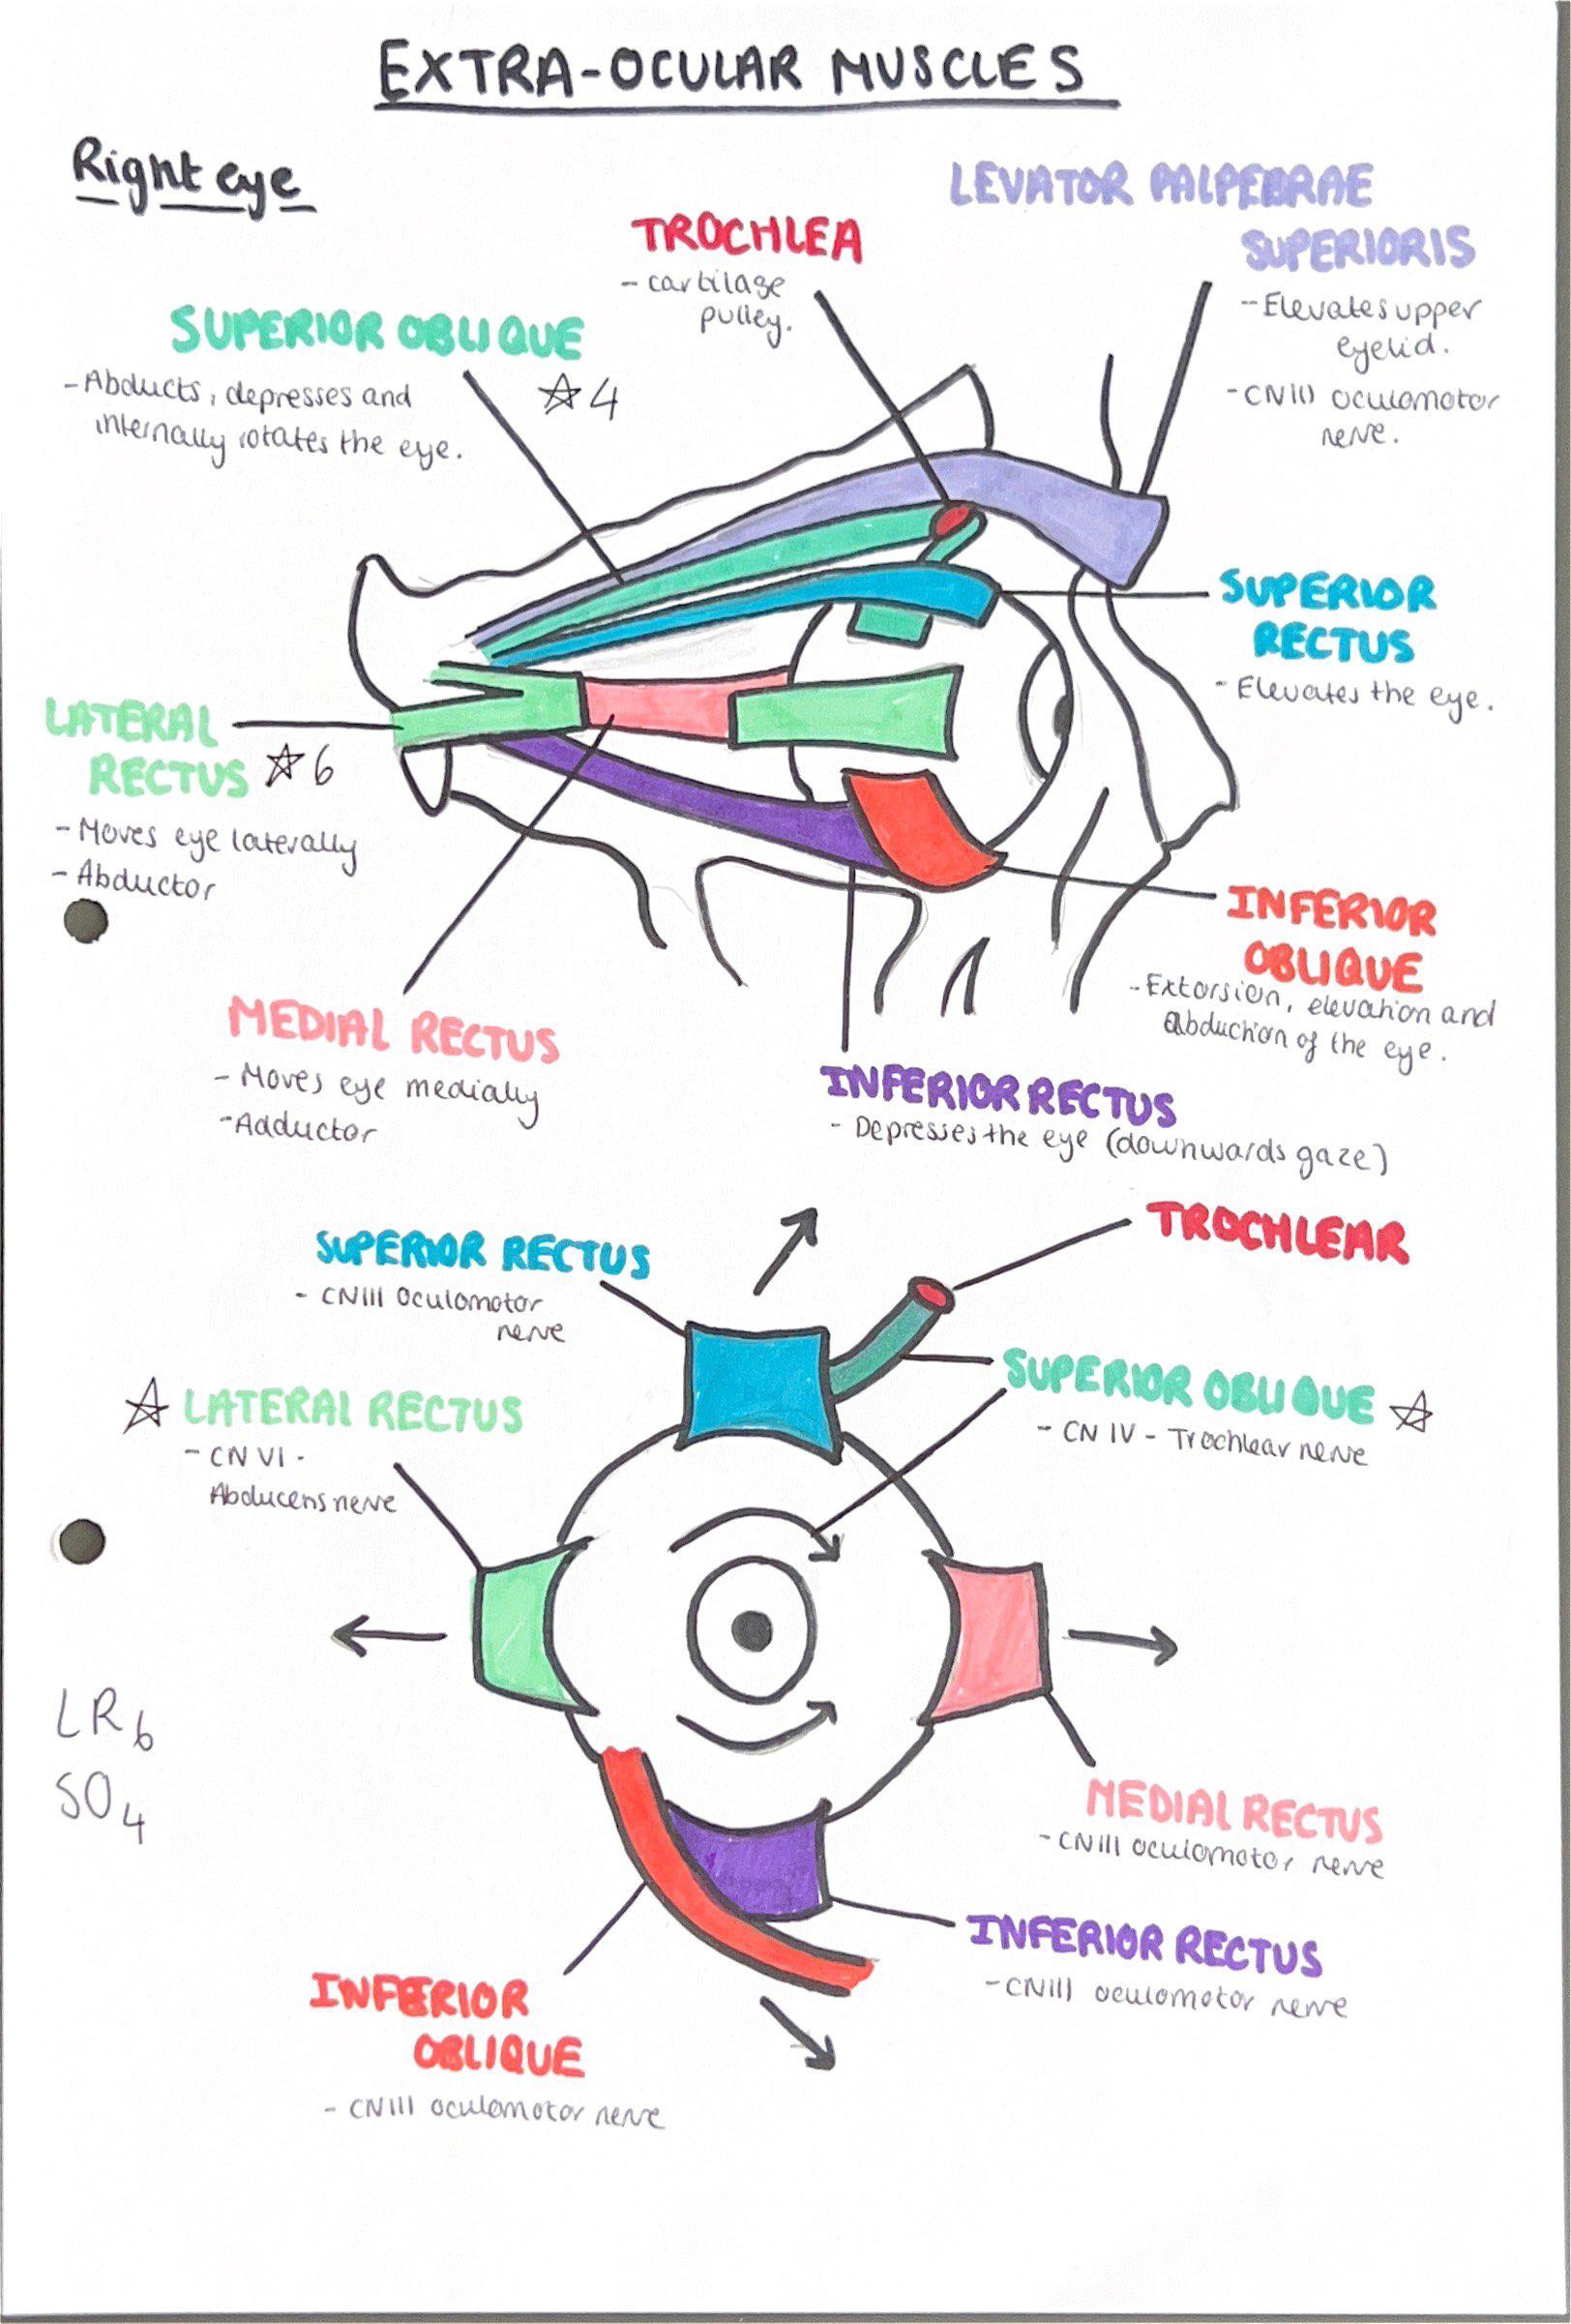 EXTRA-OCULAR MUSCLES
Right eye
LEVATOR PALPEBRAE
SUPERIORIS
- Elevates upper
eyelid.
- CNIII oculomotor
nerve.
TROCHLEA
- cartilage
pulley.
SUPERIOR OBLIQUE
☆4
- Abducts, depresses and
internally rotates the eye.
SUPERIOR
RECTUS
- Elevates the eye.
LATERAL
RECTUS ☆6
- Moves eye laterally
- Abductor
INFERIOR
OBLIQUE
- Extorsion, elevation and
abduction of the eye.
MEDIAL RECTUS
- Moves eye medially
- Adductor
INFERIOR RECTUS
- Depresses the eye (downwards gaze)
TROCHLEAR
SUPERIOR RECTUS
- CNIII Oculomotor
nerve
SUPERIOR OBLIQUE ☆
- CN IV - Trochlear nerve
☆ LATERAL RECTUS
- CN VI -
Abducens nerve
LR6
SO4
MEDIAL RECTUS
- CNIII oculomotor nerve
INFERIOR RECTUS
- CNIII oculomotor nerve
INFERIOR
OBLIQUE
- CNIII oculomotor nerve